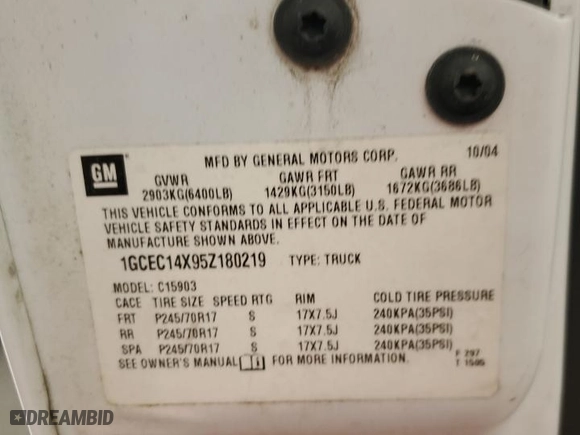 GM
MFD BY GENERAL MOTORS CORP. 10/04
GVWR GAWR FRT GAWR RR
2903KG(6400LB) 1429KG(3150LB) 1672KG(3686LB)
THIS VEHICLE CONFORMS TO ALL APPLICABLE U.S. FEDERAL MOTOR
VEHICLE SAFETY STANDARDS IN EFFECT ON THE DATE OF
MANUFACTURE SHOWN ABOVE.
1GCEC14X95Z180219 TYPE: TRUCK
MODEL: C15903
CACE TIRE SIZE SPEED RTG RIM COLD TIRE PRESSURE
FRT P245/70R17 S 17X7.5J 240KPA(35PSI)
RR P245/70R17 S 17X7.5J 240KPA(35PSI)
SPA P245/70R17 S 17X7.5J 240KPA(35PSI)
SEE OWNER'S MANUAL FOR MORE INFORMATION. F 297
T 1505
DREAMBID